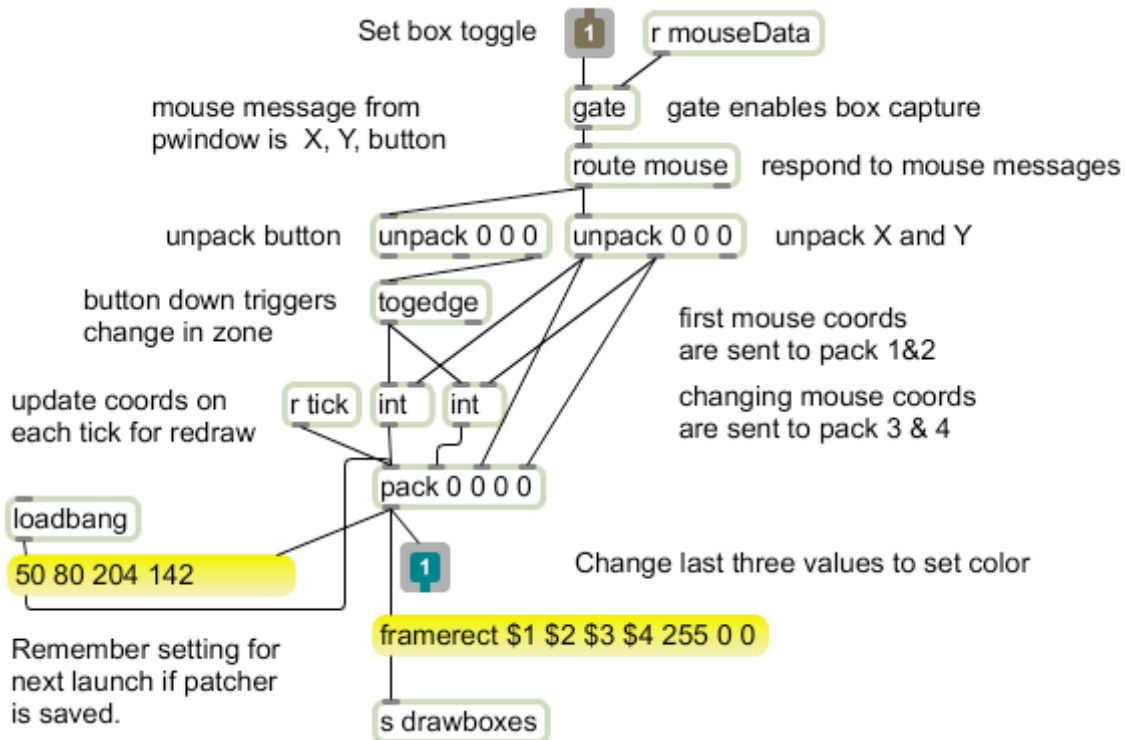 Set box toggle
1
r mouseData
mouse message from
pwindow is  X, Y, button
gate
gate enables box capture
route mouse
respond to mouse messages
unpack button
unpack 0 0 0
unpack 0 0 0
unpack X and Y
button down triggers
change in zone
togedge
first mouse coords
are sent to pack 1&2
changing mouse coords
are sent to pack 3 & 4
update coords on
each tick for redraw
r tick
int
int
pack 0 0 0 0
loadbang
50 80 204 142
1
Change last three values to set color
framerect $1 $2 $3 $4 255 0 0
Remember setting for
next launch if patcher
is saved.
s drawboxes